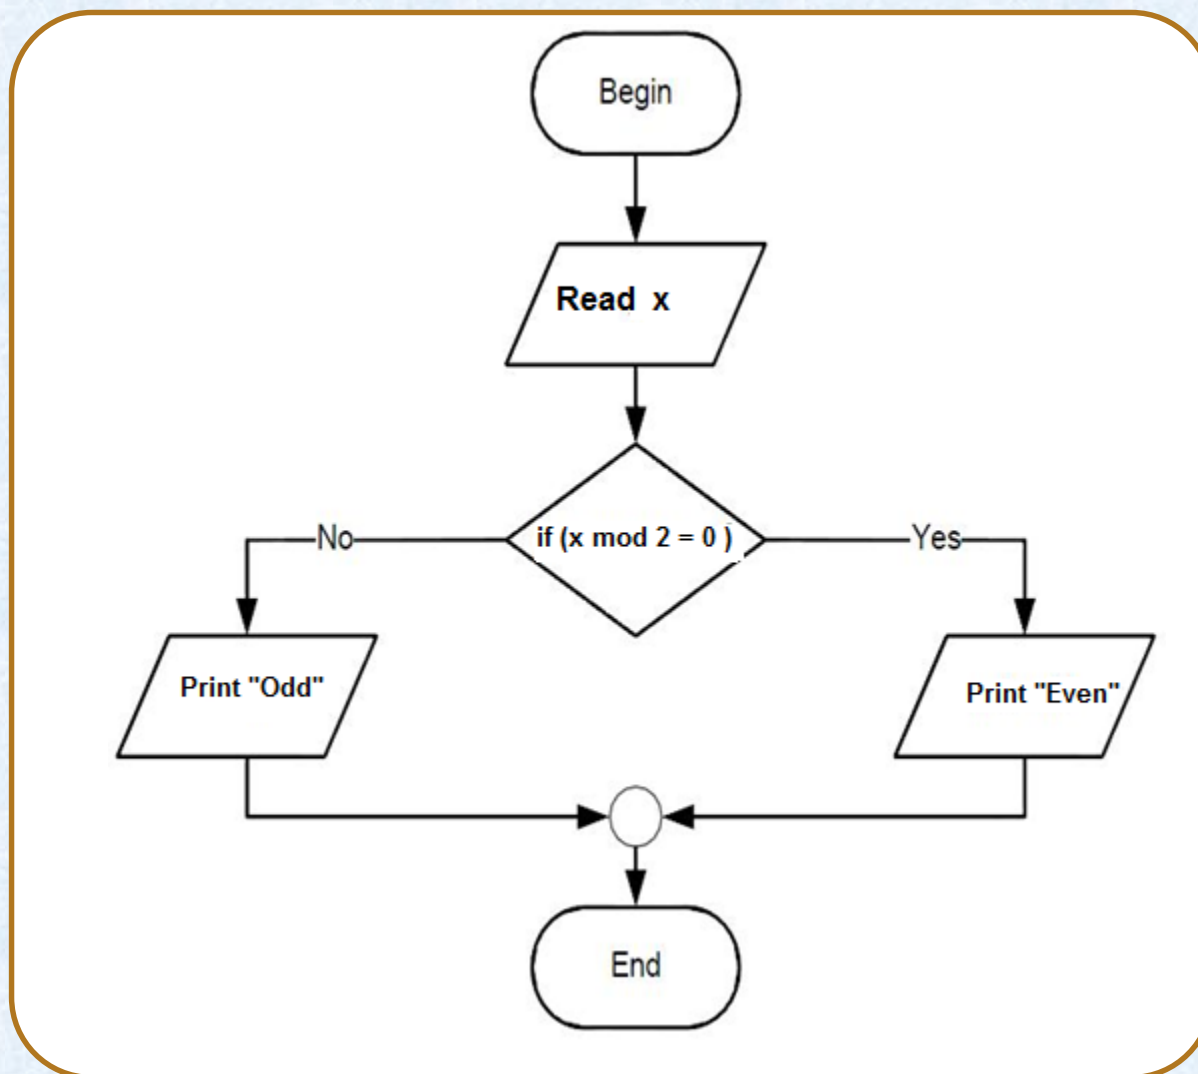 Begin
Read x
if (x mod 2 = 0 )
No
Yes
Print "Odd"
Print "Even"
End